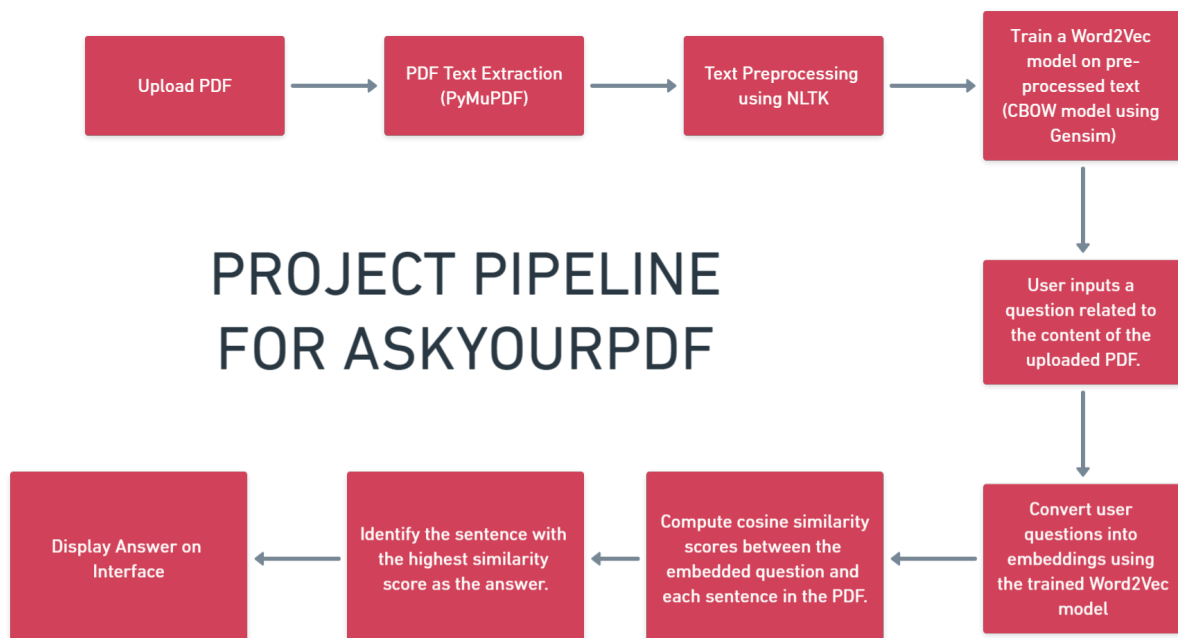 Upload PDF
PDF Text Extraction
(PyMuPDF)
Text Preprocessing
using NLTK
Train a Word2Vec
model on pre-
processed text
(CBOW model using
Gensim)
PROJECT PIPELINE
FOR ASKYOURPDF
User inputs a
question related to
the content of the
uploaded PDF.
Convert user
questions into
embeddings using
the trained Word2Vec
model
Compute cosine similarity
scores between the
embedded question and
each sentence in the PDF.
Identify the sentence with
the highest similarity
score as the answer.
Display Answer on
Interface